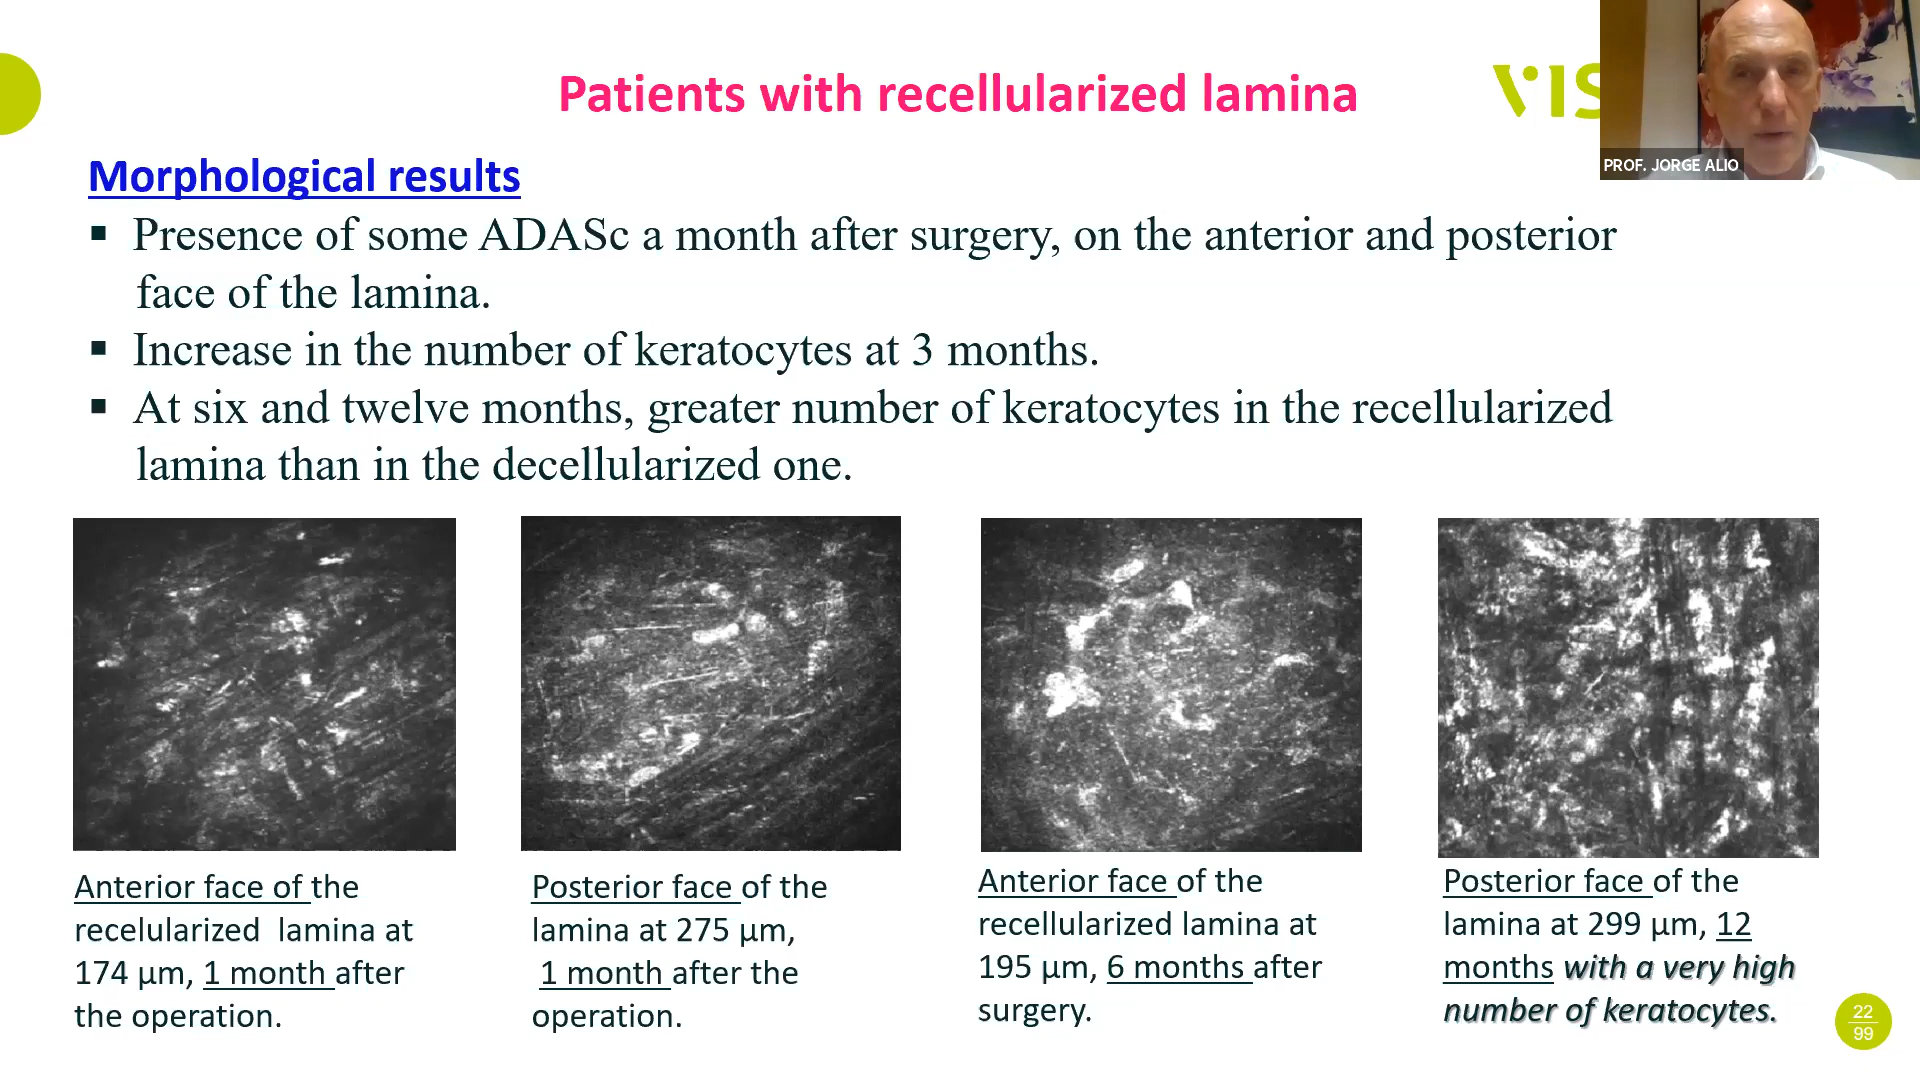 Patients with recellularized lamina
VIS
PROF. JORGE ALIO
Morphological results
▪ Presence of some ADASc a month after surgery, on the anterior and posterior
face of the lamina.
▪ Increase in the number of keratocytes at 3 months.
▪ At six and twelve months, greater number of keratocytes in the recellularized
lamina than in the decellularized one.
Anterior face of the
recelularized lamina at
174 µm, 1 month after
the operation.
Posterior face of the
lamina at 275 µm,
1 month after the
operation.
Anterior face of the
recellularized lamina at
195 µm, 6 months after
surgery.
Posterior face of the
lamina at 299 µm, 12
months with a very high
number of keratocytes.
22
99